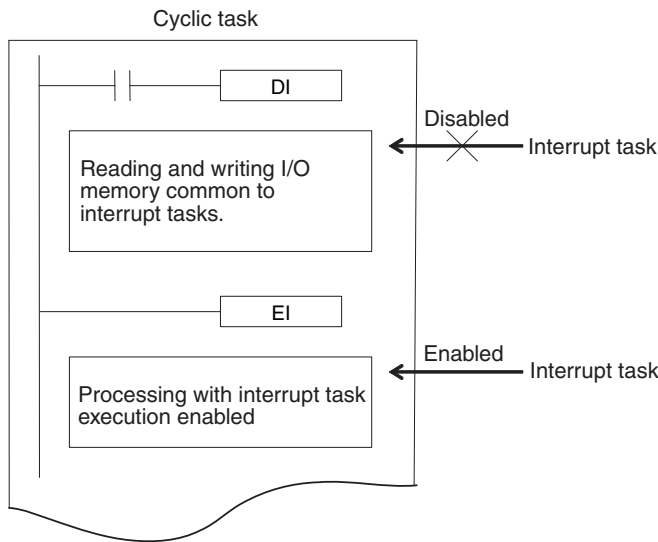 Cyclic task
DI
Disabled
Interrupt task
Reading and writing I/O
memory common to
interrupt tasks.
EI
Enabled
Interrupt task
Processing with interrupt task
execution enabled